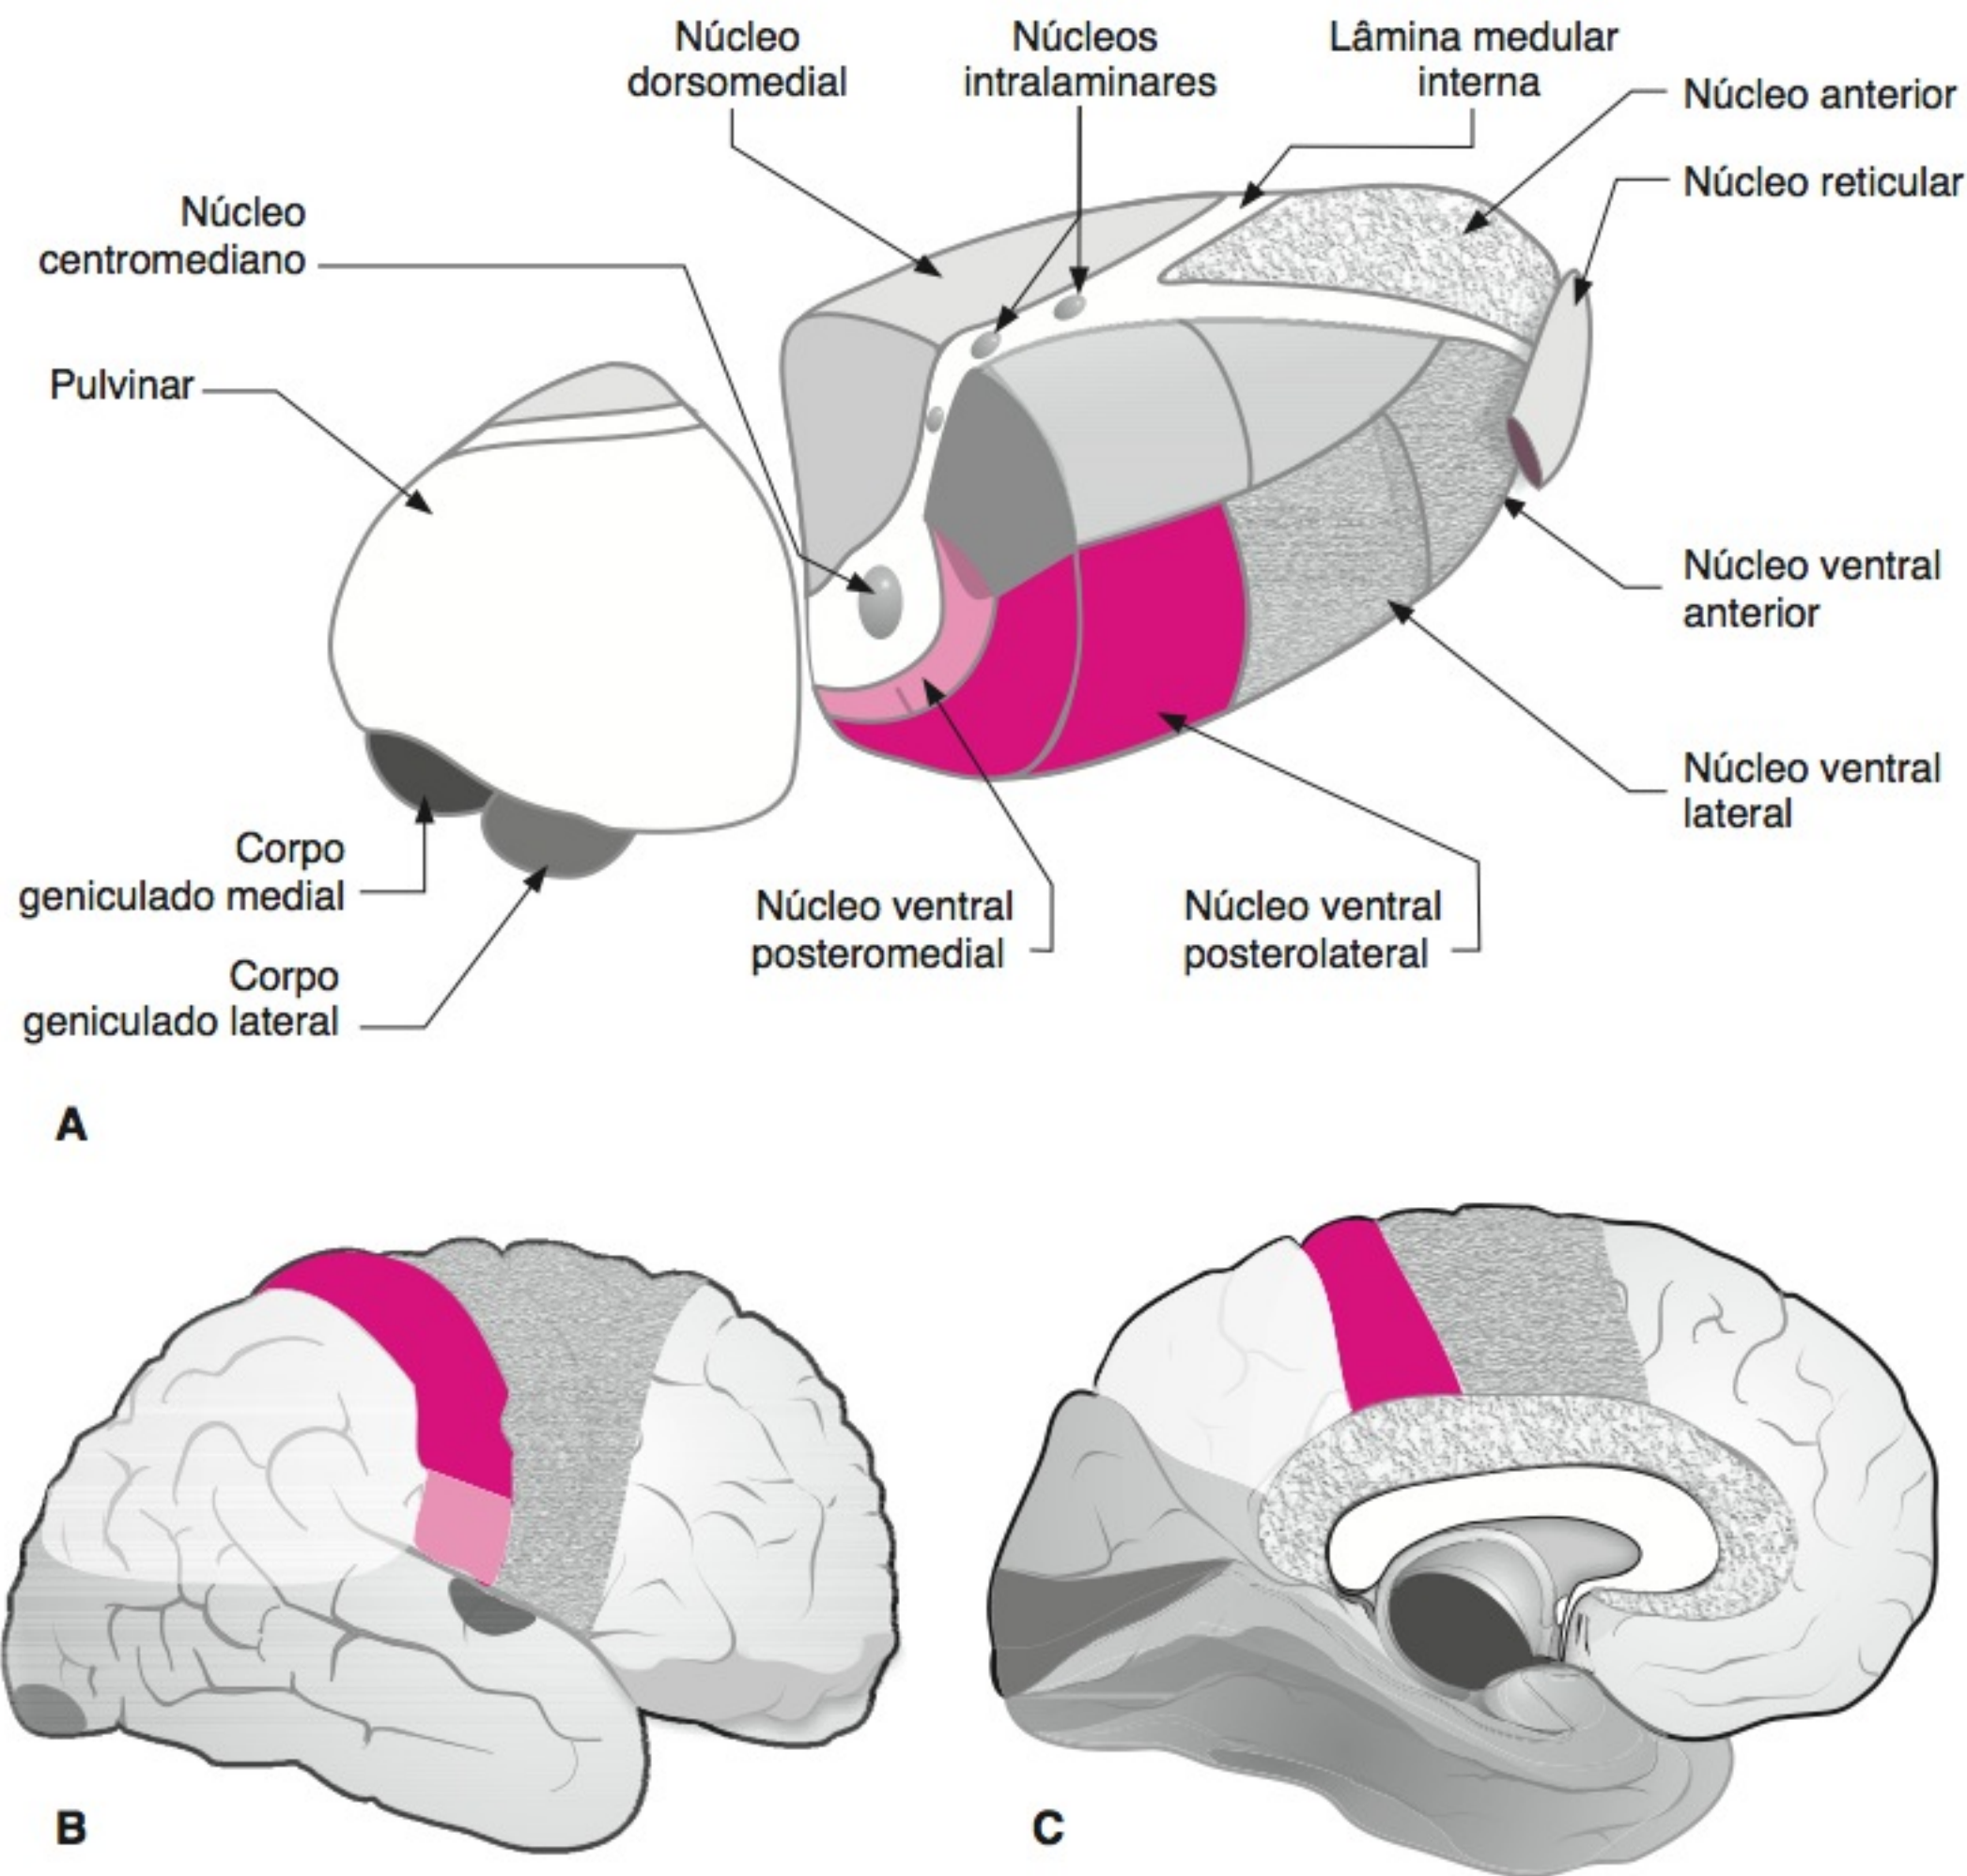 Núcleo
dorsomedial
Núcleos
intralaminares
Lâmina medular
interna
Núcleo anterior
Núcleo reticular
Núcleo
centromediano
Pulvinar
Núcleo ventral
anterior
Núcleo ventral
lateral
Corpo
geniculado medial
Núcleo ventral
posteromedial
Núcleo ventral
posterolateral
Corpo
geniculado lateral
A
B
C